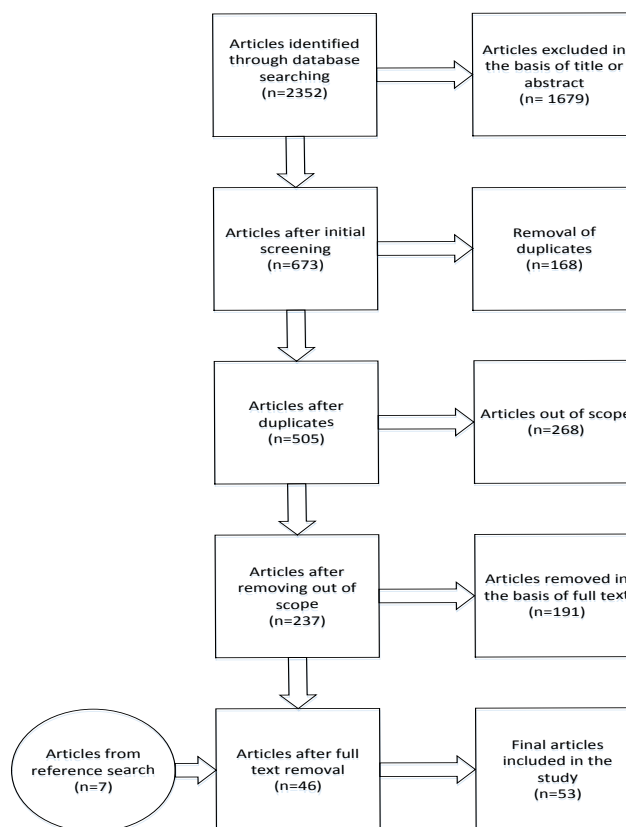 Articles identified
through database
searching
(n=2352)
Articles excluded in
the basis of title or
abstract
(n= 1679)
Articles after initial
screening
(n=673)
Removal of
duplicates
(n=168)
Articles after
duplicates
(n=505)
Articles out of scope
(n=268)
Articles after
removing out of
scope
(n=237)
Articles removed in
the basis of full text
(n=191)
Articles from
reference search
(n=7)
Articles after full
text removal
(n=46)
Final articles
included in the
study
(n=53)